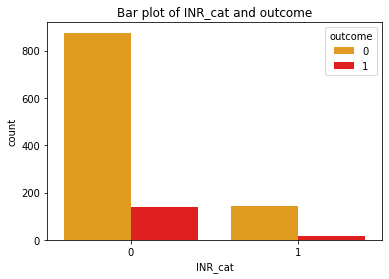 Bar plot of INR_cat and outcome
outcome
0
1
800
600
400
200
0
count
0 1
INR_cat